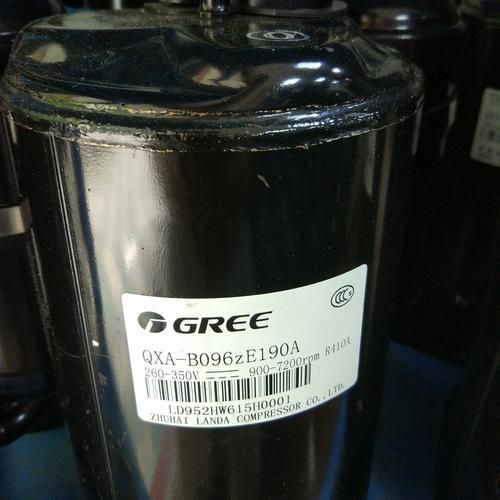 GREE
QXA-B096zE190A
260-350V ⎓ 900-7200rpm R410A
LD952HW615H0001
ZHUHAI LANDA COMPRESSOR CO.,LTD.